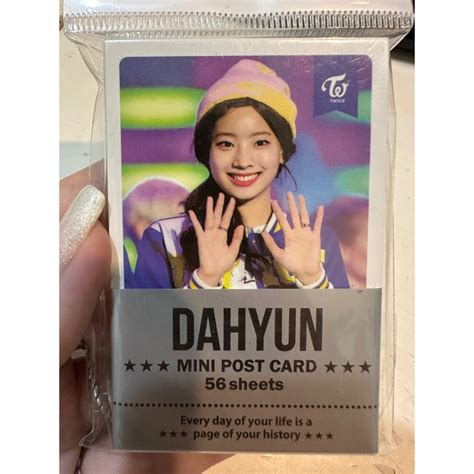 TWICE
DAHYUN
★★★ MINI POST CARD ★★★
56 sheets
Every day of your life is a
★★★ page of your history ★★★